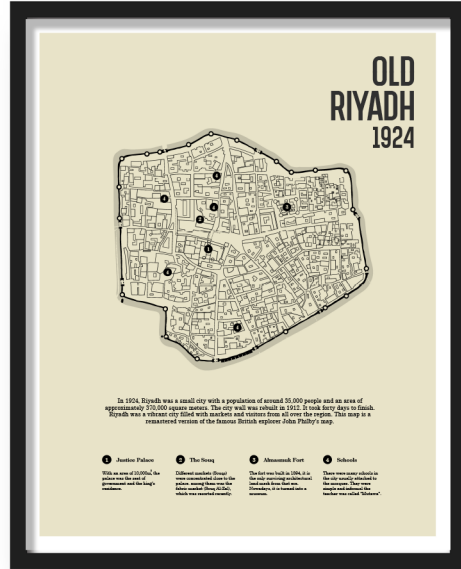 OLD
RIYADH
1924
In 1924, Riyadh was a small city with a population of around 35,000 people and an area of
approximately 370,000 square meters. The city wall was rebuilt in 1912. It took forty days to finish.
Riyadh was a vibrant city filled with markets and visitors from all over the region. This map is a
remastered version of the famous British explorer John Philby's map.
1 Justice Palace
With an area of 10,000m², the
palace was the seat of
government and the king's
residence.
2 The Souq
Different markets (Souqs)
were concentrated close to the
palace, among them was the
fabric market (Souq Al-Zal),
which was resorted recently.
3 Almasmak Fort
The fort was built in 1894, it is
the only surviving architectural
land mark from that era.
Nowadays, it is turned into a
museum.
4 Schools
There were many schools in
the city usually attached to
the mosques. They were
simple and informal the
teacher was called "Mutawa".